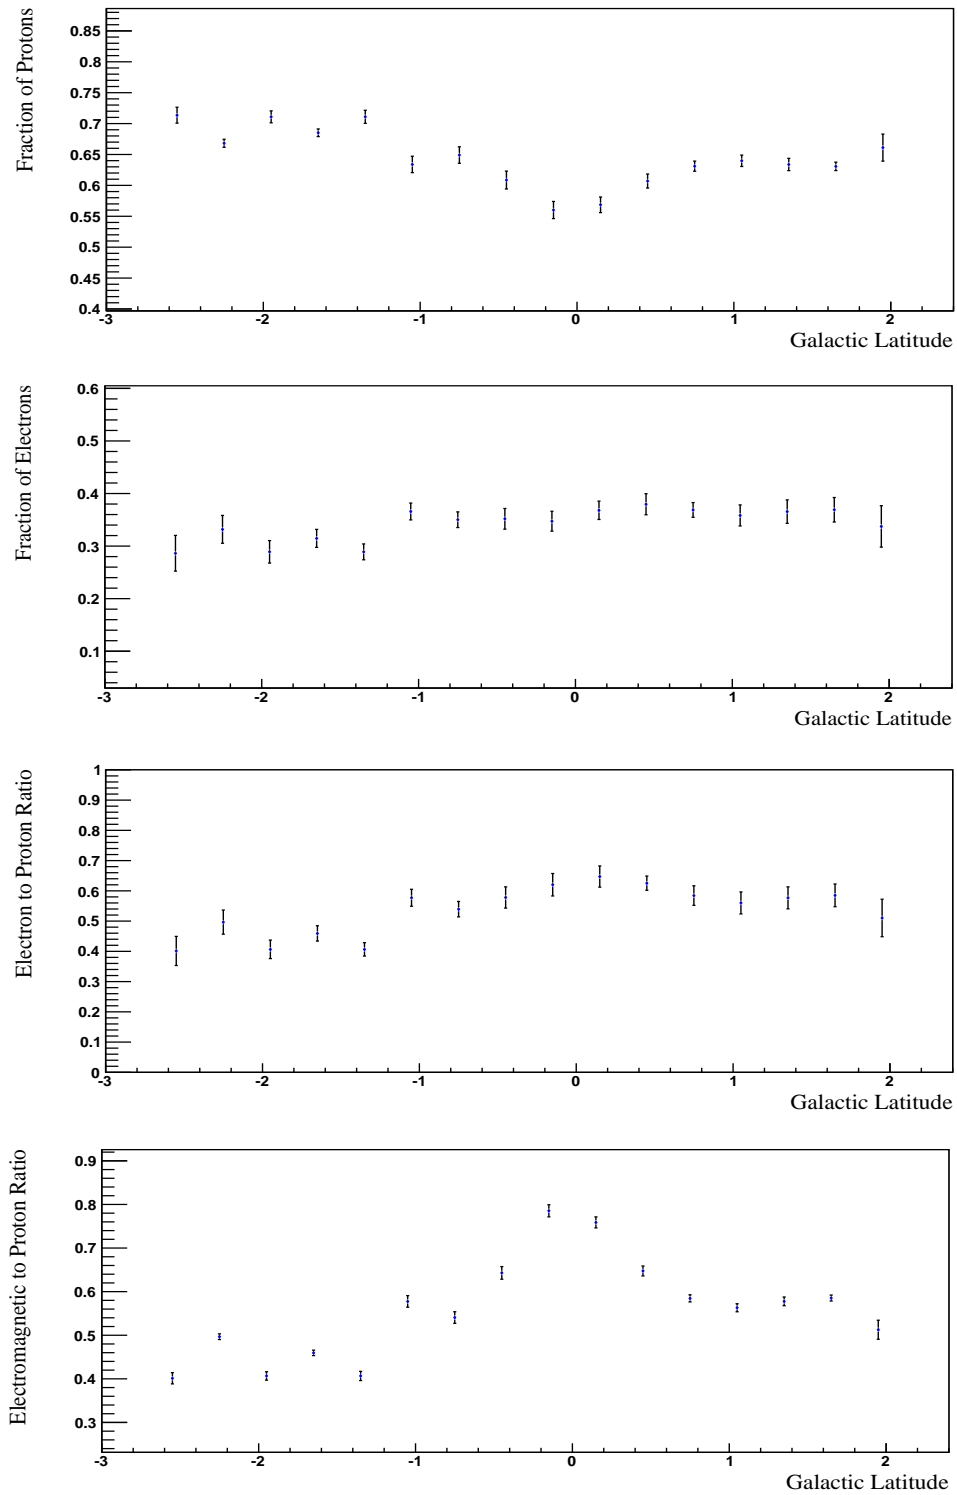 Fraction of Protons
0.85
0.8
0.75
0.7
0.65
0.6
0.55
0.5
0.45
0.4
-3 -2 -1 0 1 2
Galactic Latitude
Fraction of Electrons
0.6
0.5
0.4
0.3
0.2
0.1
-3 -2 -1 0 1 2
Galactic Latitude
Electron to Proton Ratio
1
0.9
0.8
0.7
0.6
0.5
0.4
0.3
0.2
0.1
0
-3 -2 -1 0 1 2
Galactic Latitude
Electromagnetic to Proton Ratio
0.9
0.8
0.7
0.6
0.5
0.4
0.3
-3 -2 -1 0 1 2
Galactic Latitude